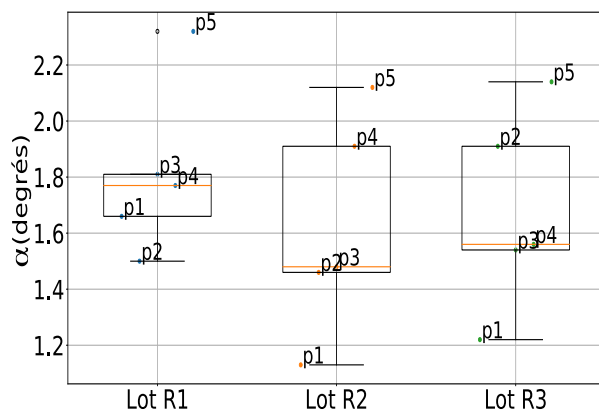 α(degrés)
2.2
2.0
1.8
1.6
1.4
1.2
p1
p2
p3
p4
p5
p1
p2
p3
p4
p5
p1
p2
p3
p4
p5
Lot R1
Lot R2
Lot R3